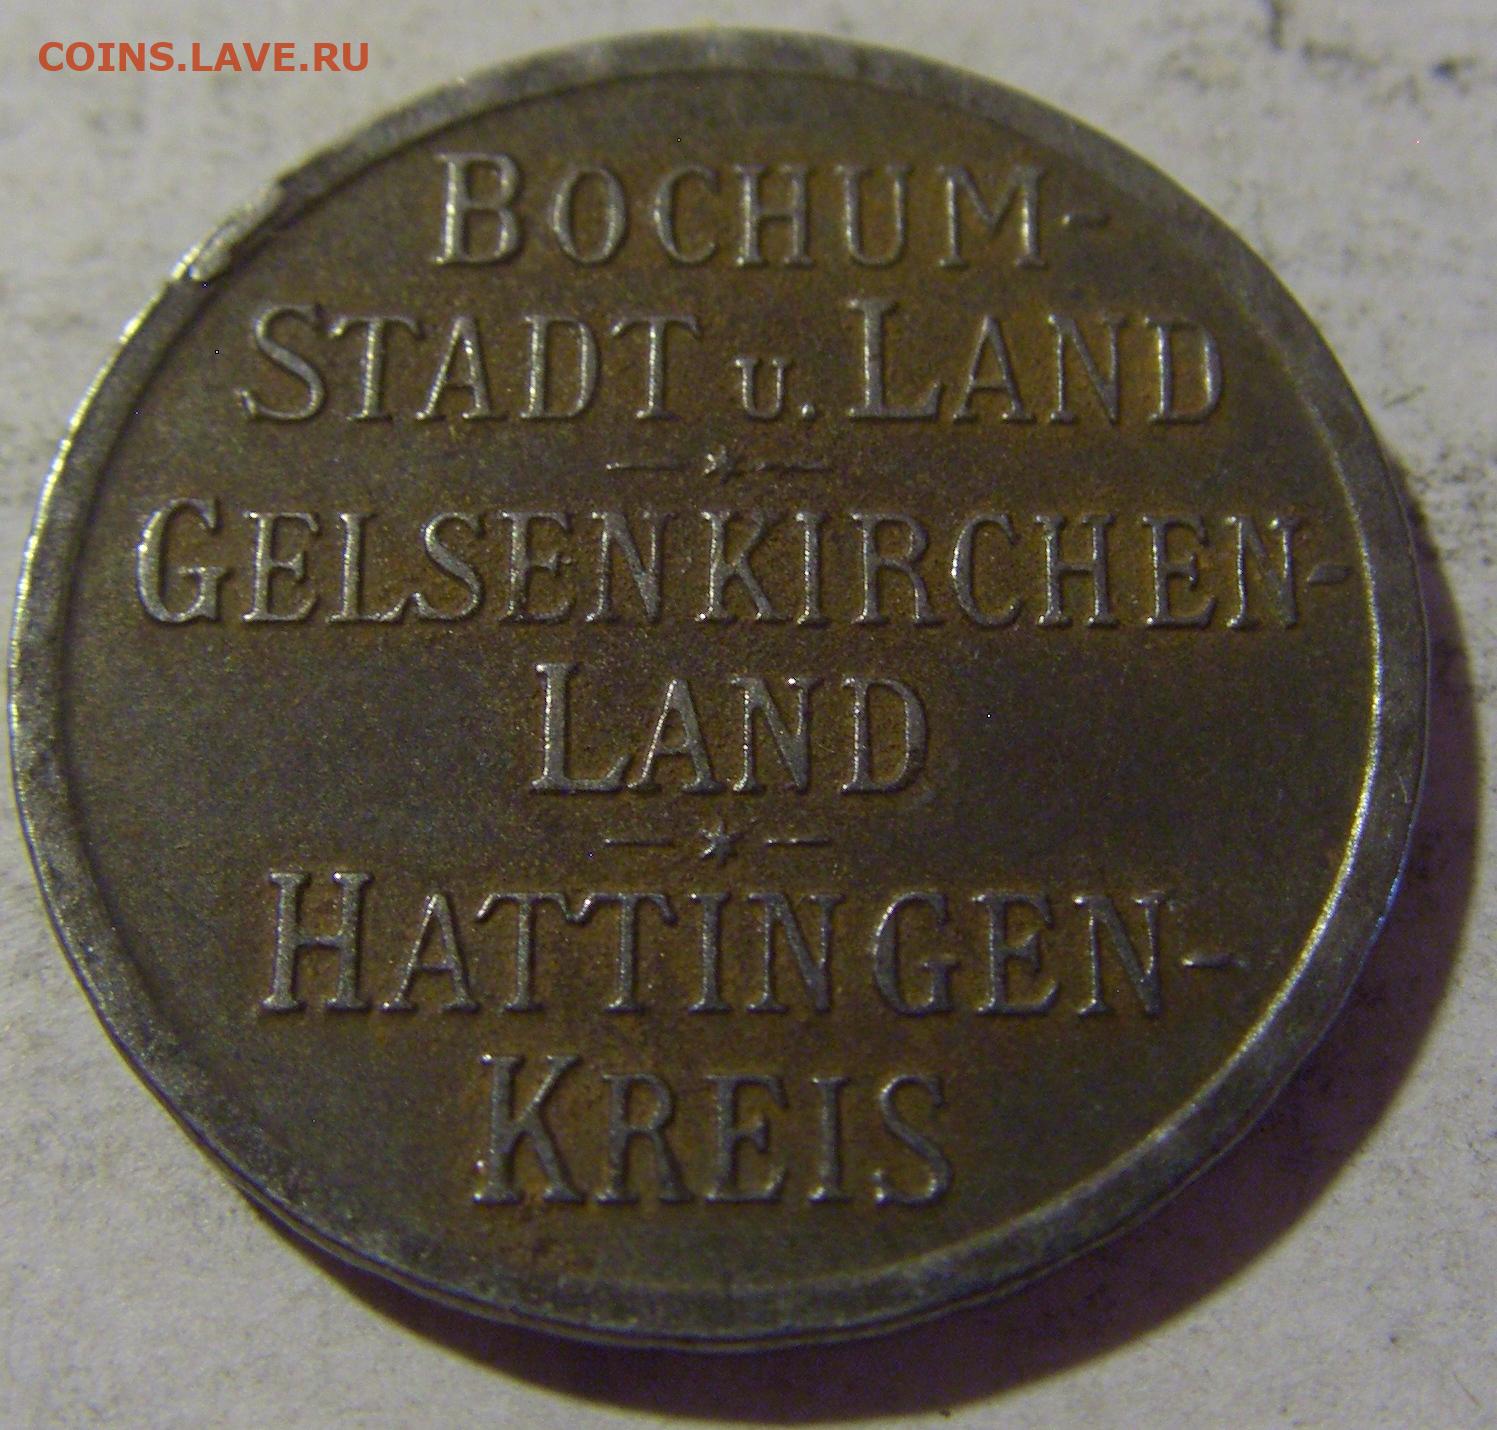 COINS.LAVE.RU
BOCHUM-
STADT u. LAND
GELSENKIRCHEN-
LAND
HATTINGEN-
KREIS